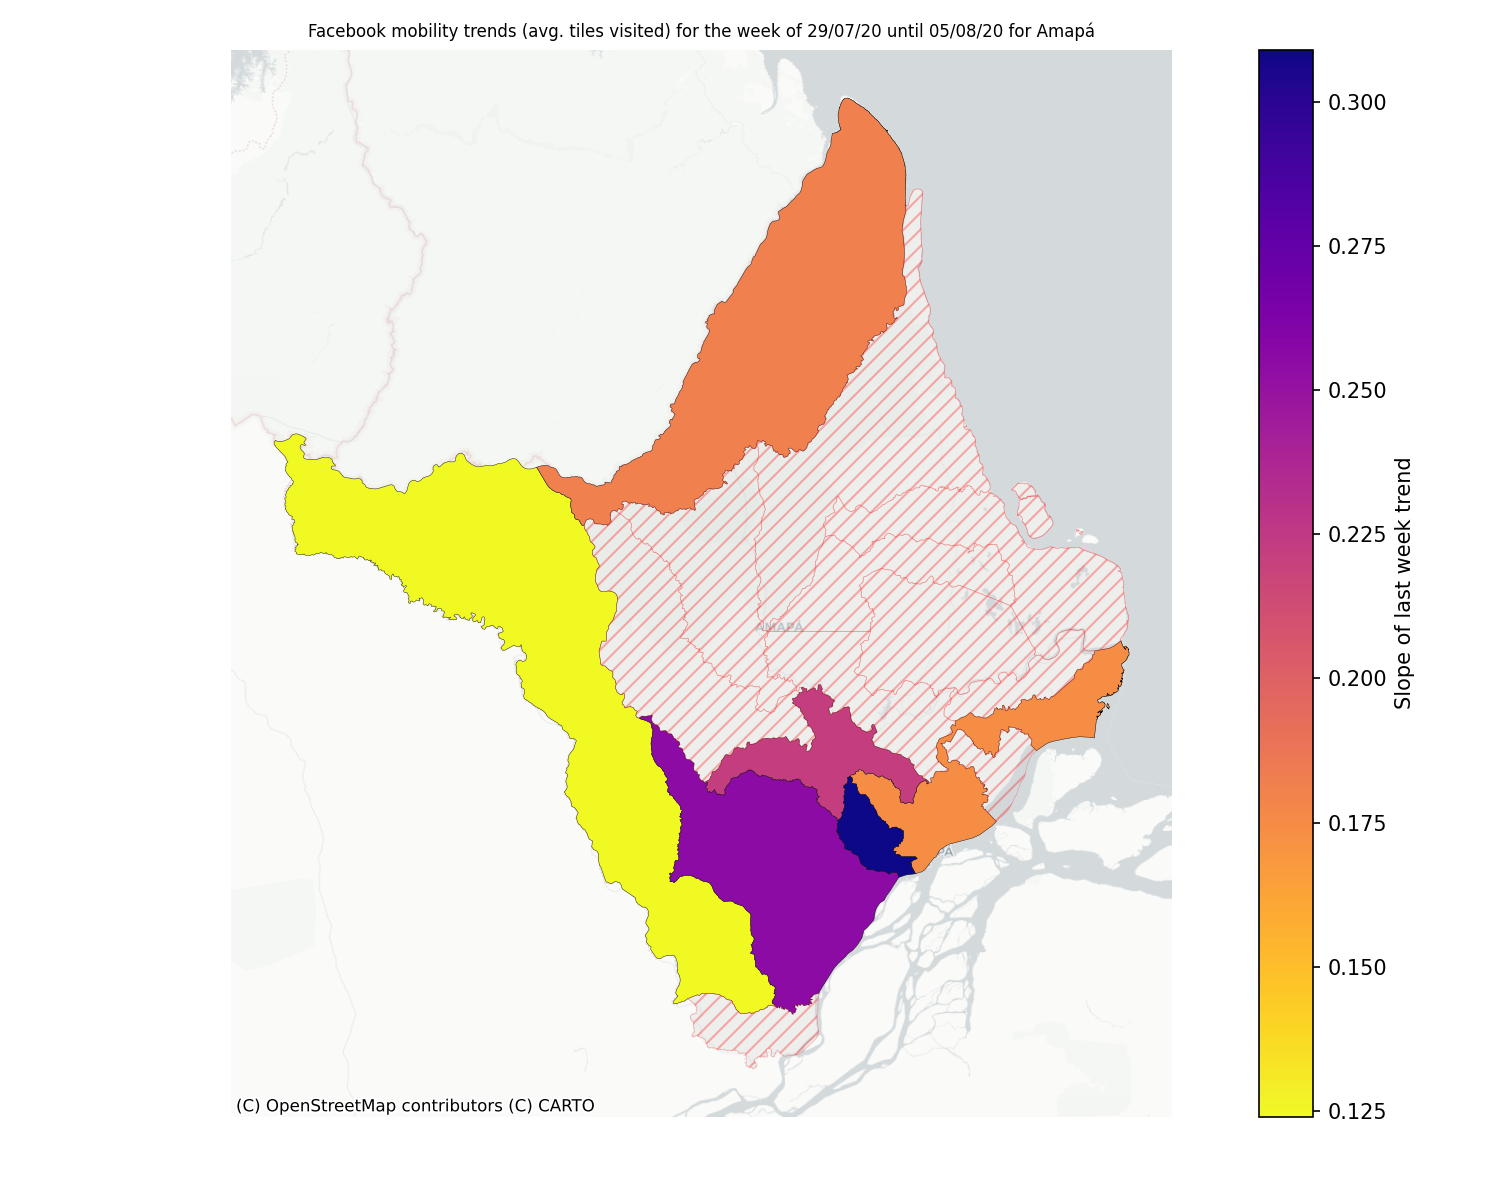 Facebook mobility trends (avg. tiles visited) for the week of 29/07/20 until 05/08/20 for Amapá
0.300
0.275
0.250
0.225
0.200
0.175
0.150
0.125
Slope of last week trend
AMAPÁ
PA
(C) OpenStreetMap contributors (C) CARTO